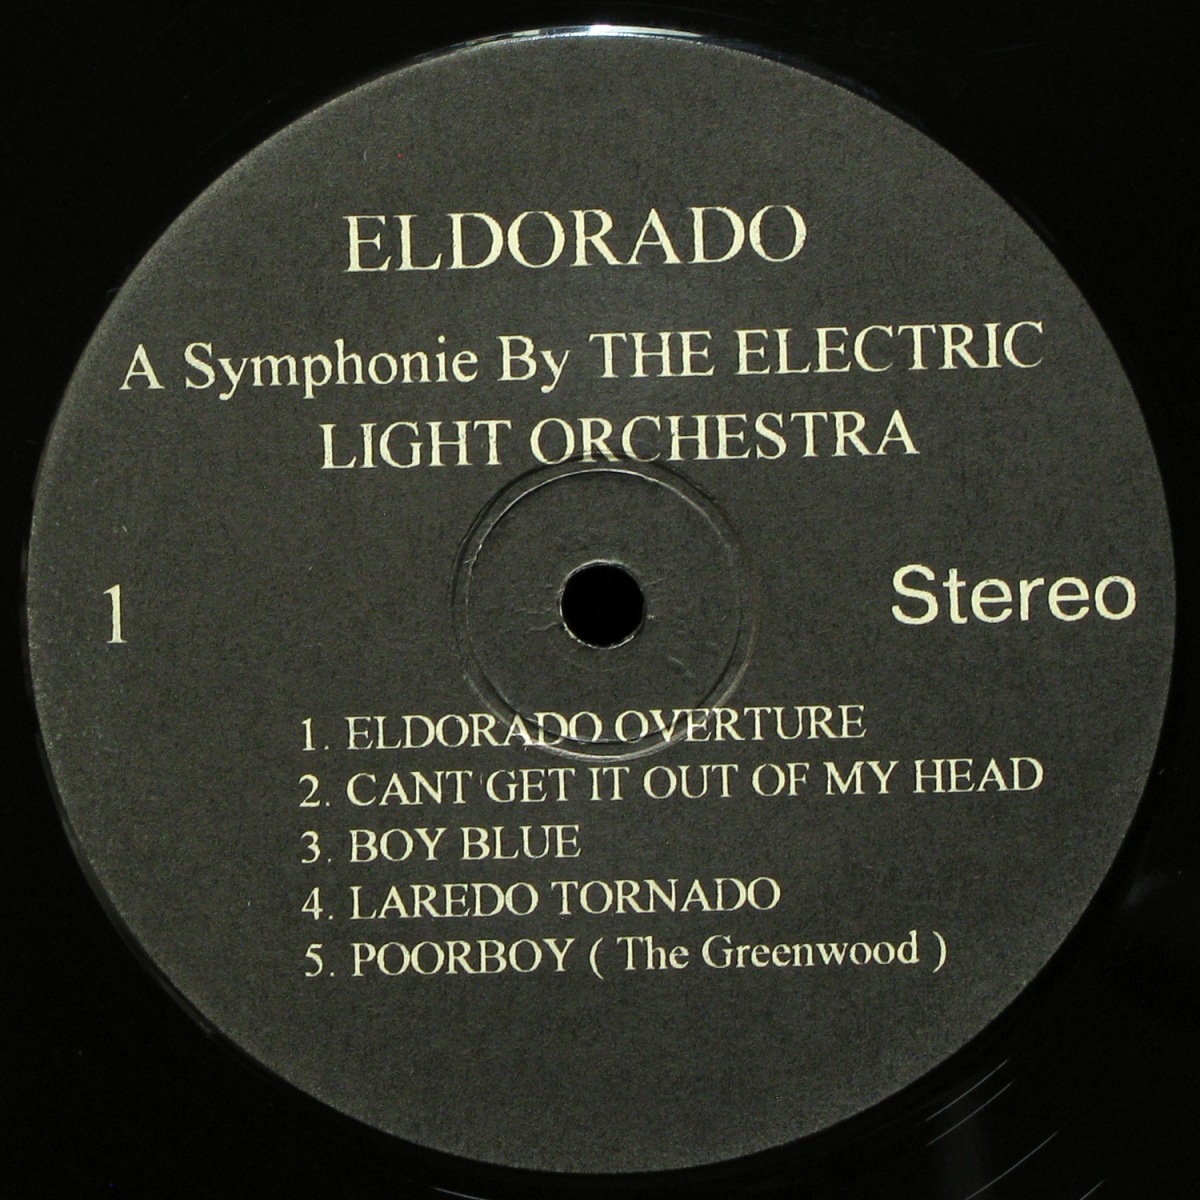 ELDORADO
A Symphonie By THE ELECTRIC
LIGHT ORCHESTRA
1
Stereo
1. ELDORADO OVERTURE
2. CANT GET IT OUT OF MY HEAD
3. BOY BLUE
4. LAREDO TORNADO
5. POORBOY ( The Greenwood )